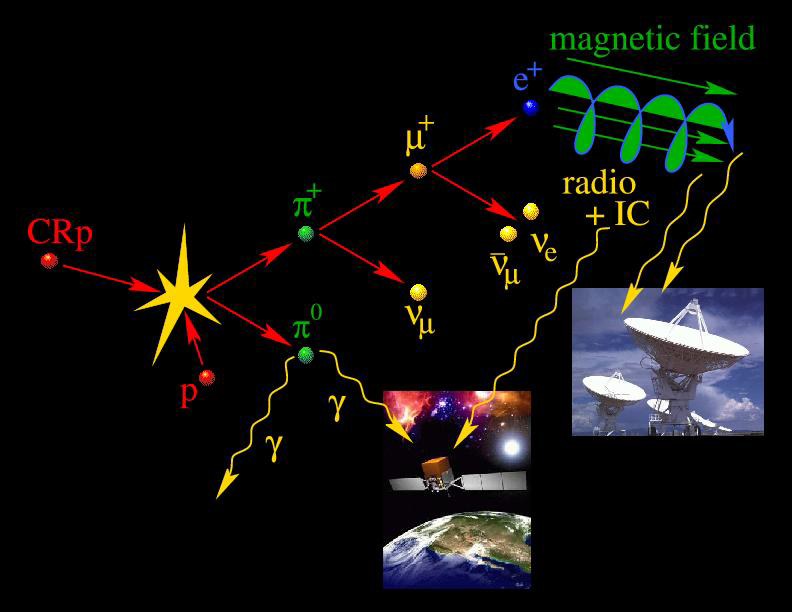 magnetic field
e⁺
μ⁺
radio
+ IC
π⁺
CRp
ν̄μ
νe
νμ
π⁰
p
γ
γ